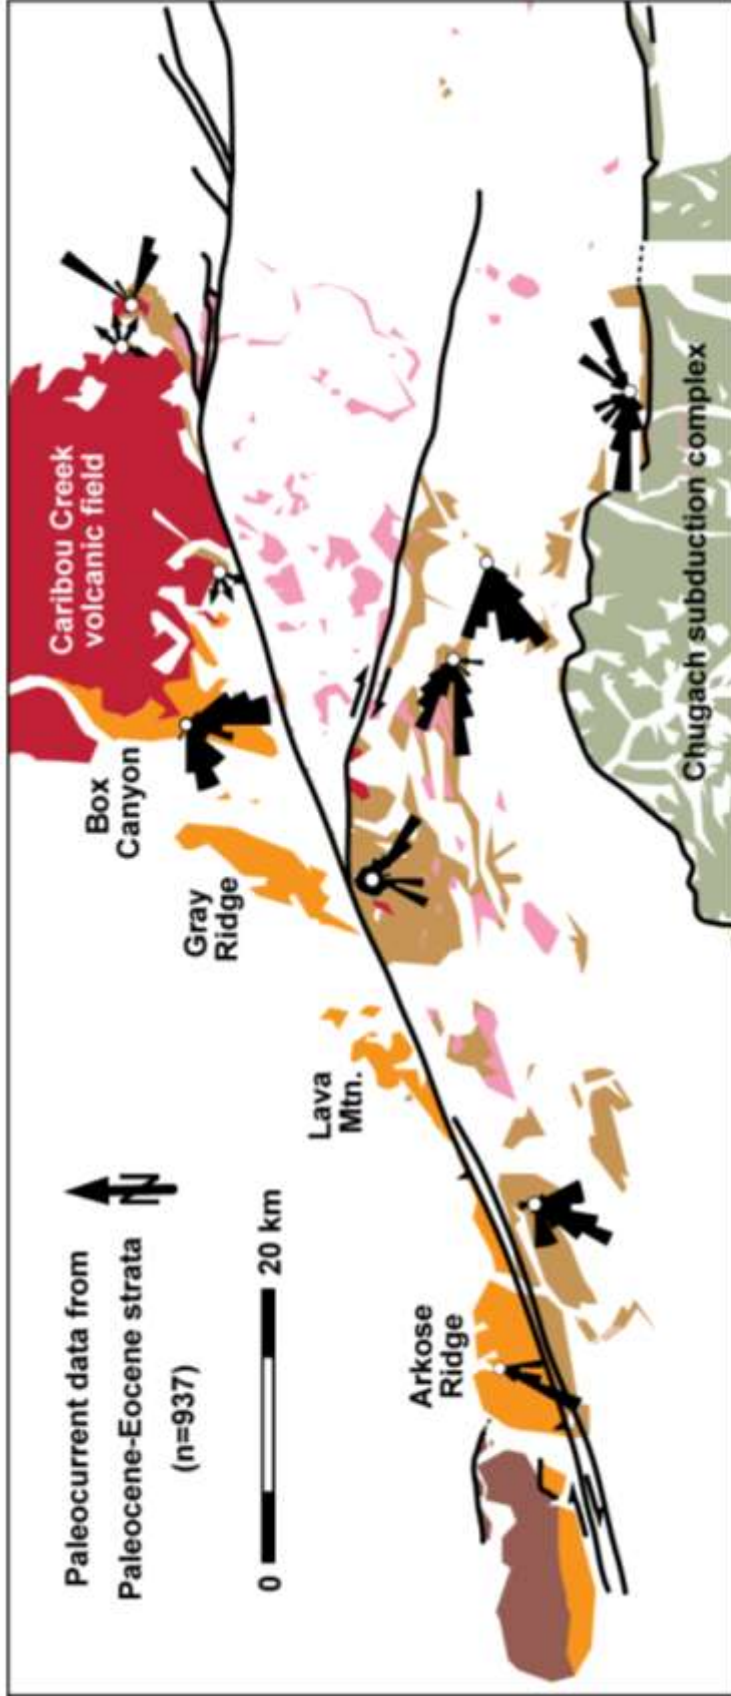 Paleocurrent data from
Paleocene-Eocene strata
(n=937)
N
0
20 km
Arkose
Ridge
Lava
Mtn.
Gray
Ridge
Box
Canyon
Caribou Creek
volcanic field
Chugach subduction complex